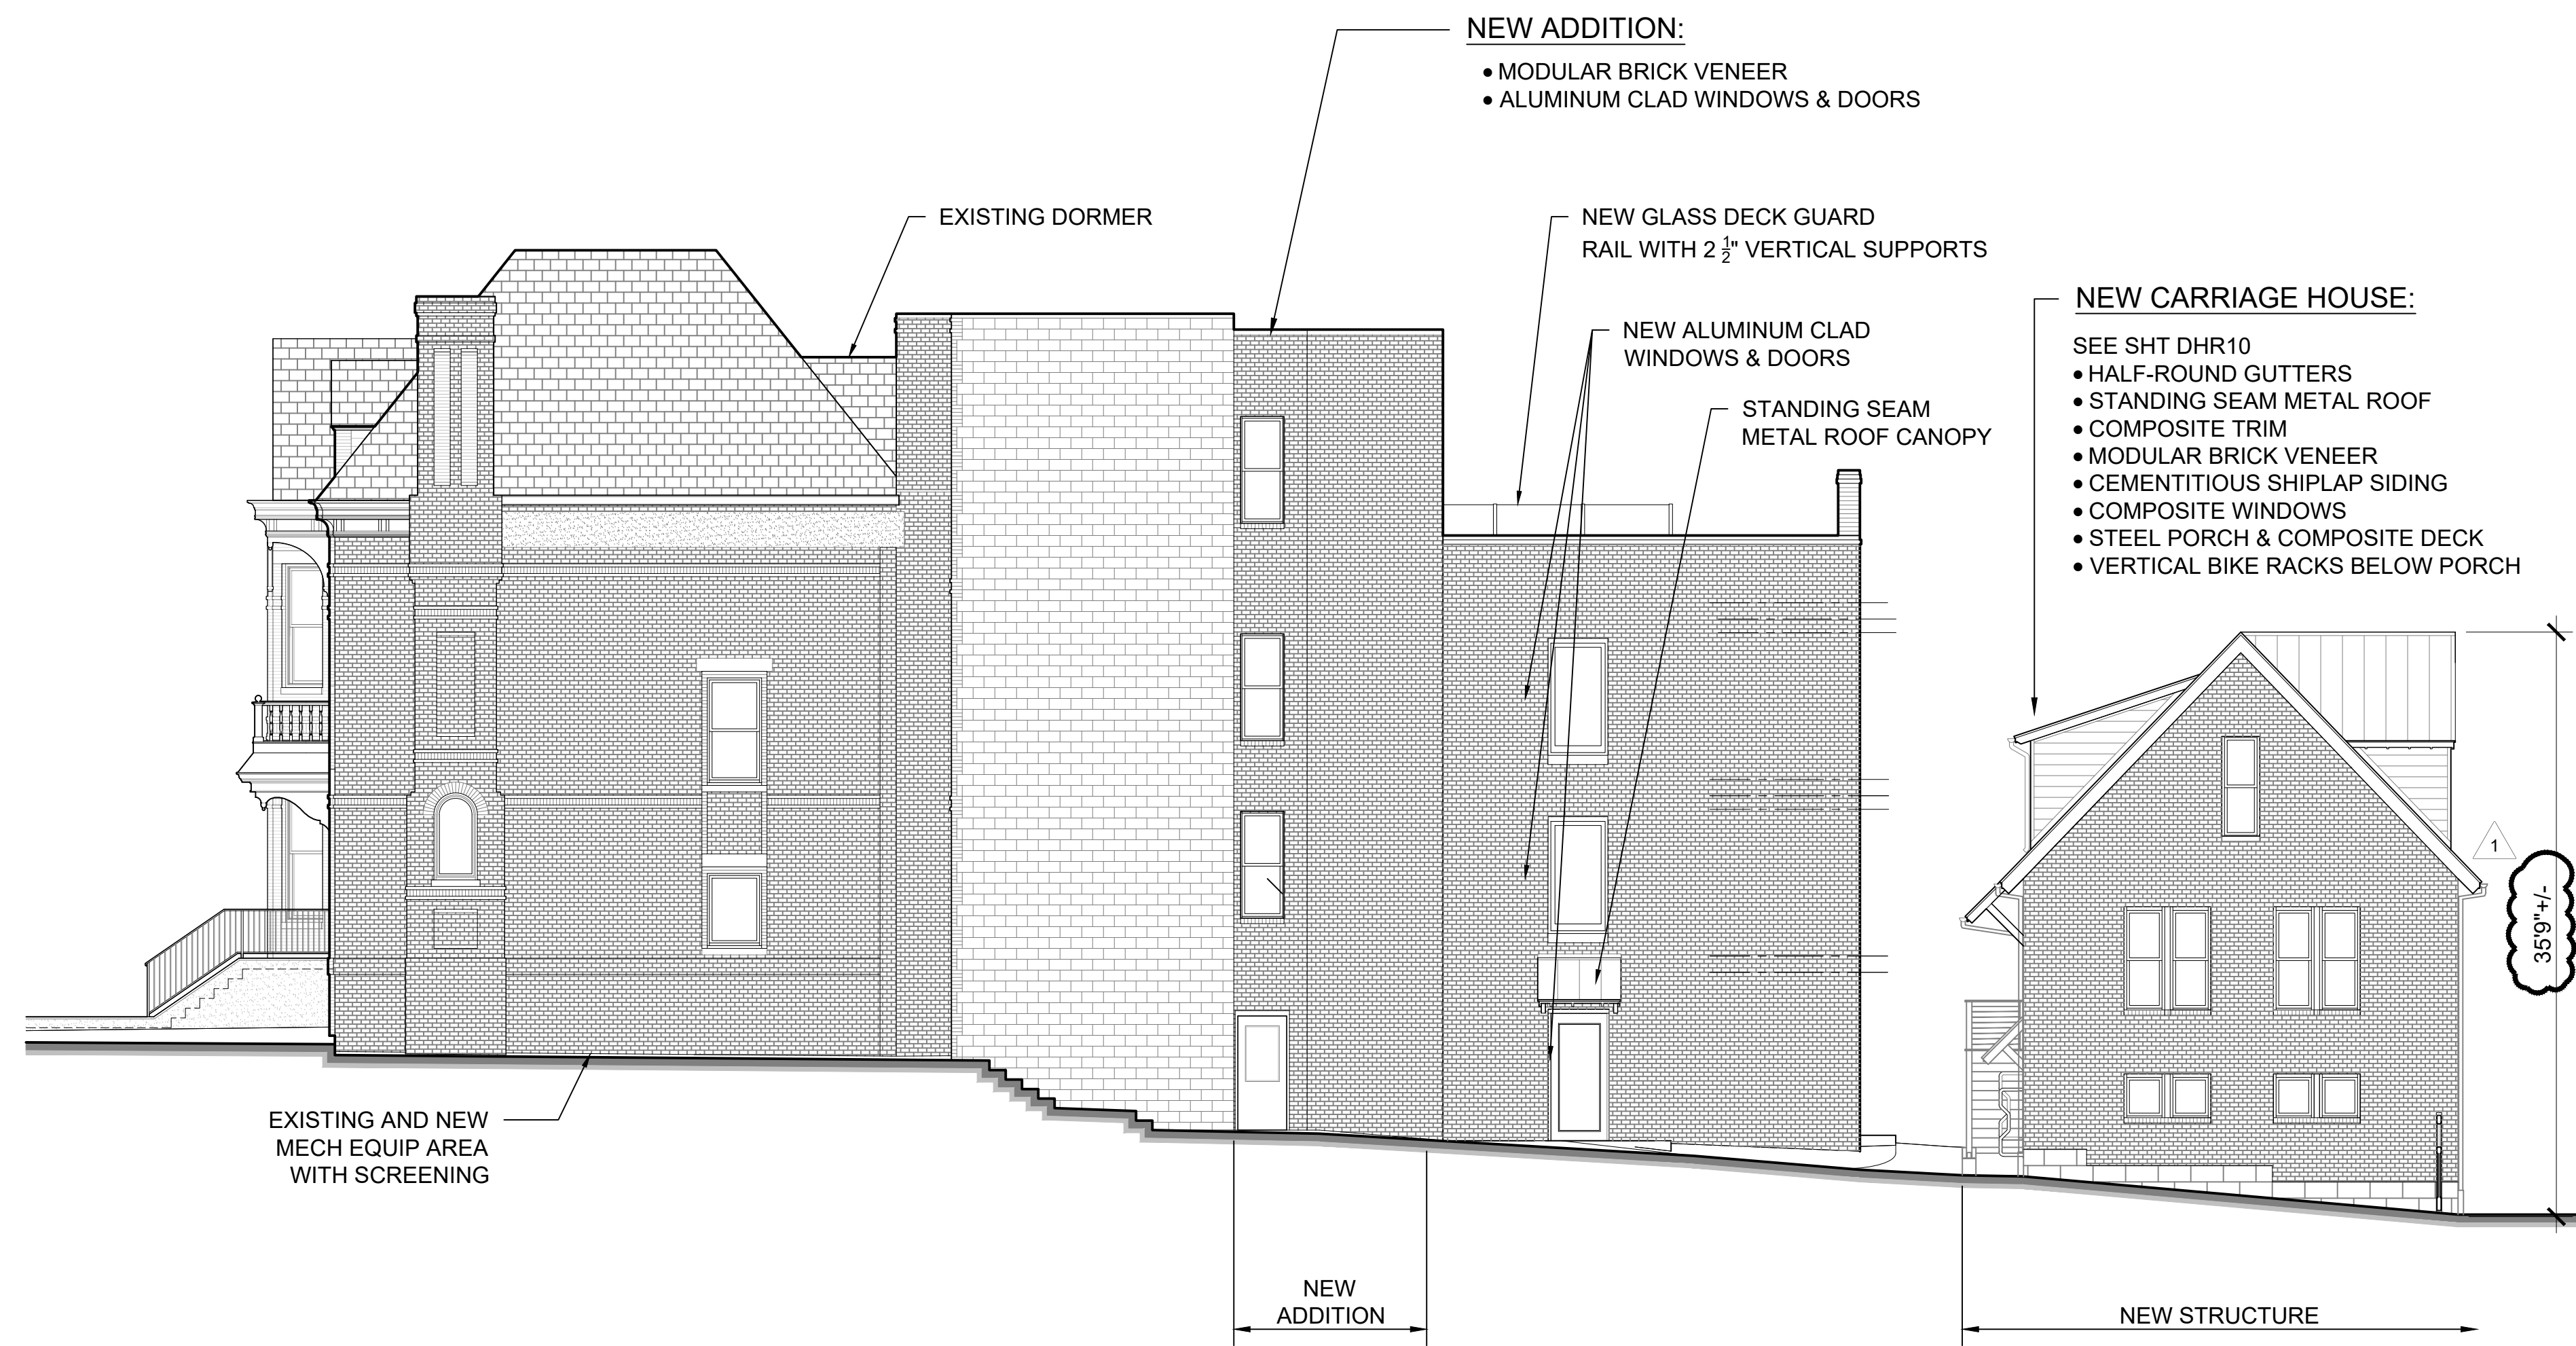 NEW ADDITION:
• MODULAR BRICK VENEER
• ALUMINUM CLAD WINDOWS & DOORS
EXISTING DORMER
NEW GLASS DECK GUARD
RAIL WITH 2 1/2" VERTICAL SUPPORTS
NEW ALUMINUM CLAD
WINDOWS & DOORS
STANDING SEAM
METAL ROOF CANOPY
NEW CARRIAGE HOUSE:
SEE SHT DHR10
• HALF-ROUND GUTTERS
• STANDING SEAM METAL ROOF
• COMPOSITE TRIM
• MODULAR BRICK VENEER
• CEMENTITIOUS SHIPLAP SIDING
• COMPOSITE WINDOWS
• STEEL PORCH & COMPOSITE DECK
• VERTICAL BIKE RACKS BELOW PORCH
1
35'9"+/-
EXISTING AND NEW
MECH EQUIP AREA
WITH SCREENING
NEW
ADDITION
NEW STRUCTURE